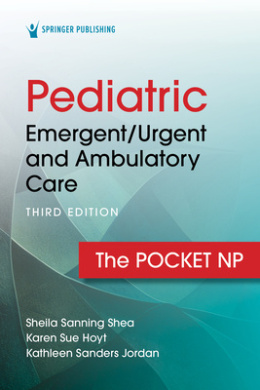 SPRINGER PUBLISHING
Pediatric
Emergent/Urgent
and Ambulatory
Care
THIRD EDITION
The POCKET NP
Sheila Sanning Shea
Karen Sue Hoyt
Kathleen Sanders Jordan